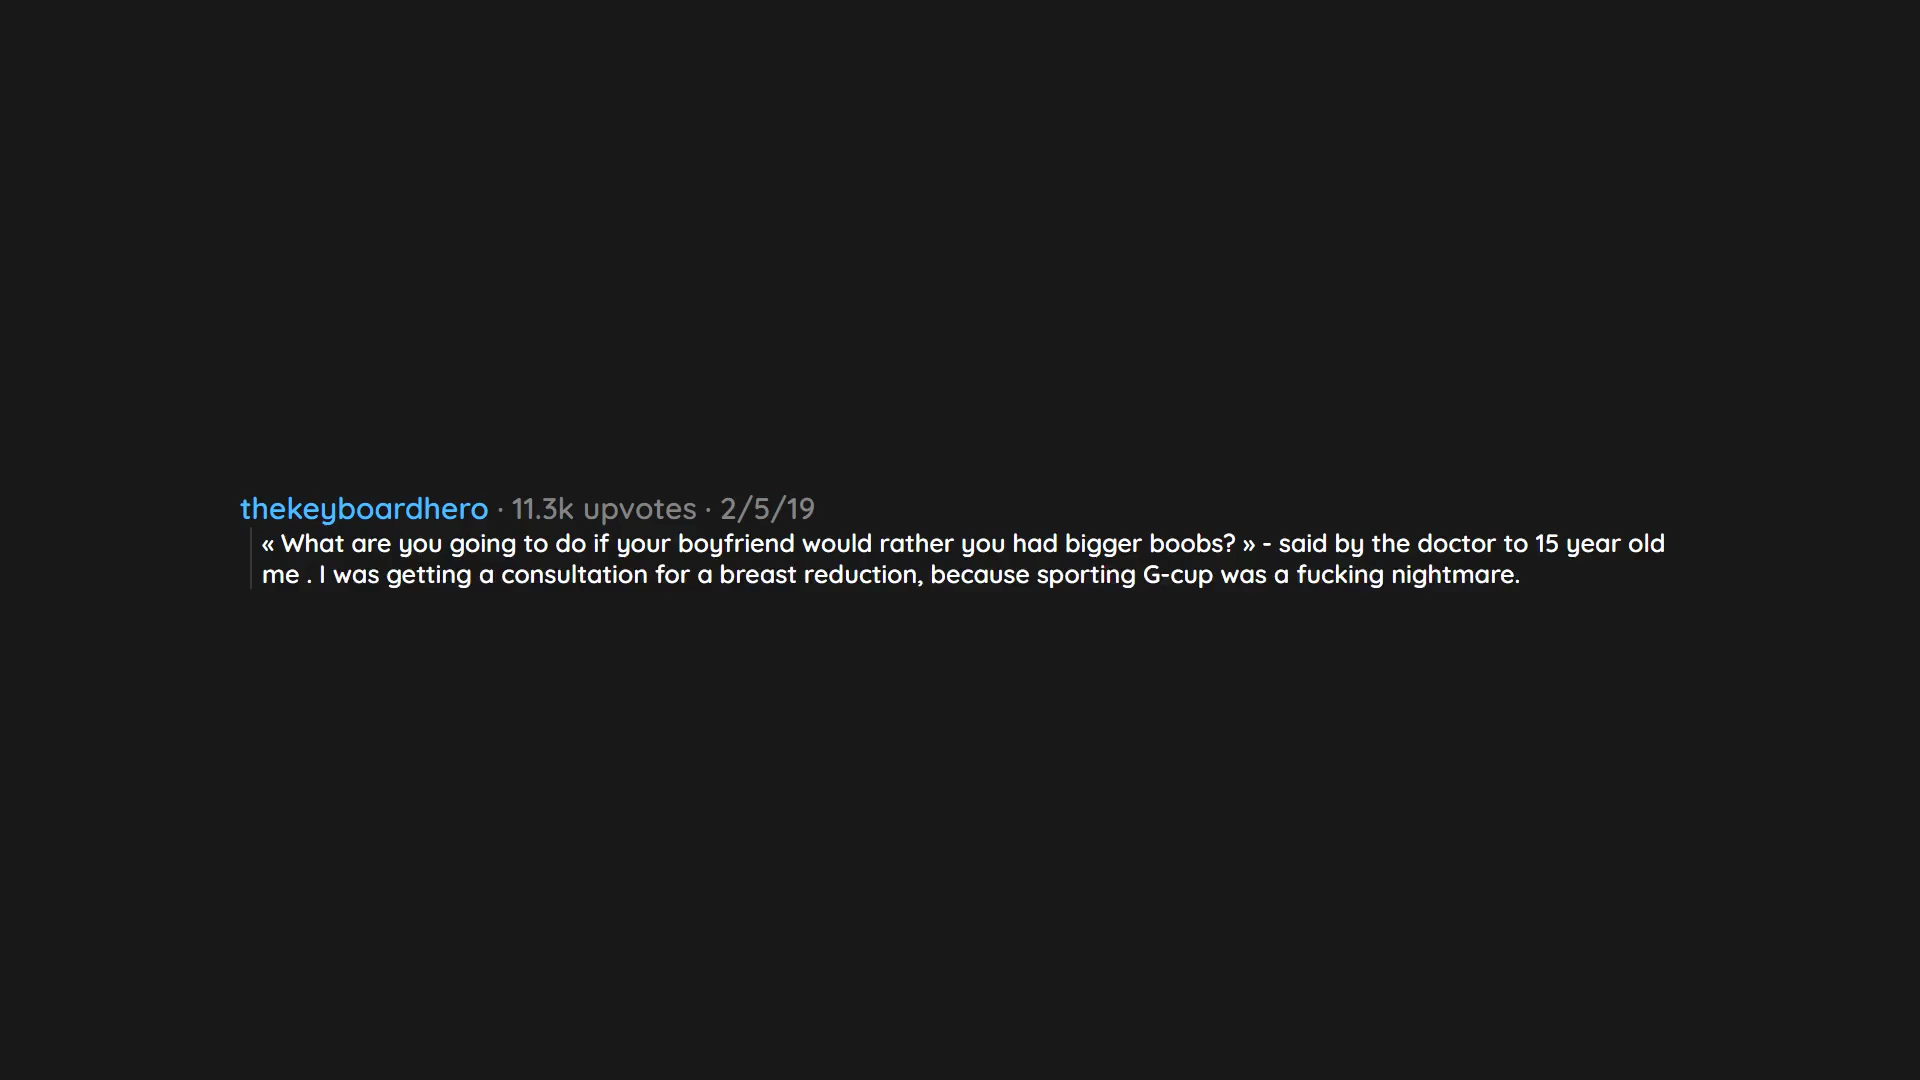 thekeyboardhero · 11.3k upvotes · 2/5/19
« What are you going to do if your boyfriend would rather you had bigger boobs? » - said by the doctor to 15 year old
me . I was getting a consultation for a breast reduction, because sporting G-cup was a fucking nightmare.